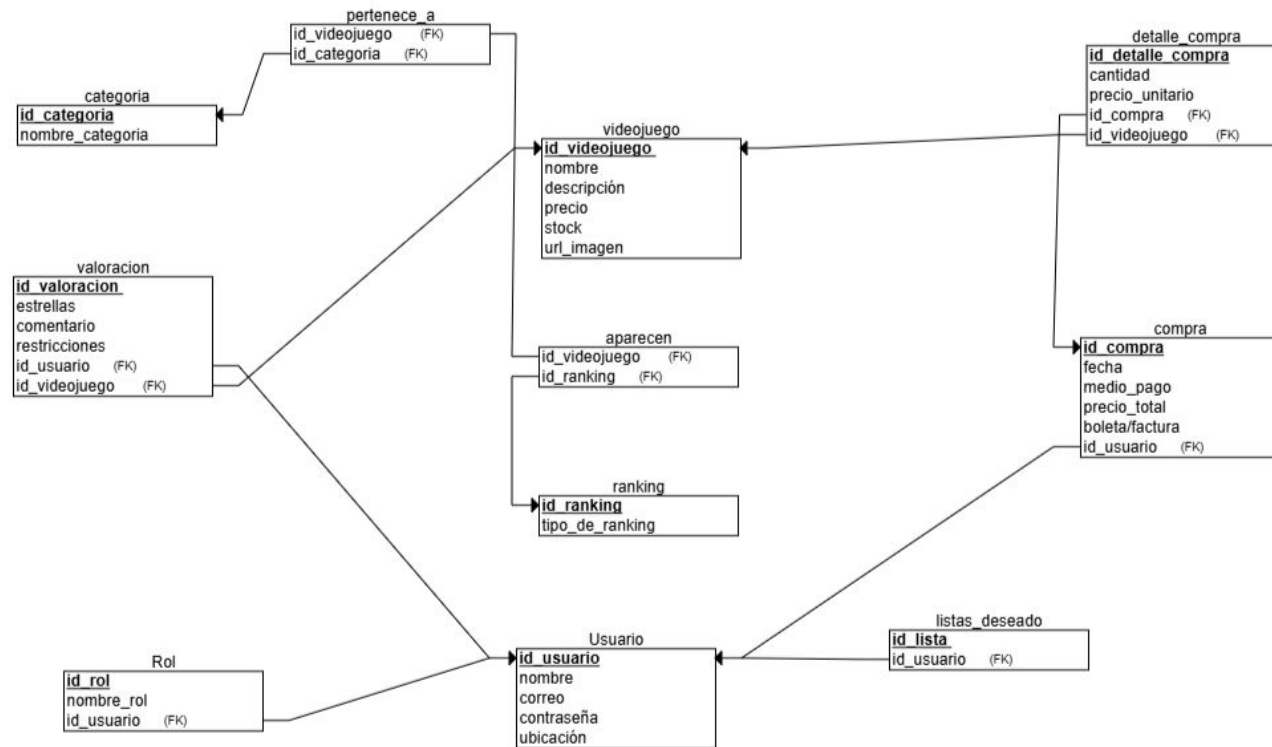 pertenece_a
id_videojuego (FK)
id_categoria (FK)
categoria
id_categoria
nombre_categoria
detalle_compra
id_detalle_compra
cantidad
precio_unitario
id_compra (FK)
id_videojuego (FK)
videojuego
id_videojuego
nombre
descripción
precio
stock
url_imagen
valoracion
id_valoracion
estrellas
comentario
restricciones
id_usuario (FK)
id_videojuego (FK)
aparecen
id_videojuego (FK)
id_ranking (FK)
compra
id_compra
fecha
medio_pago
precio_total
boleta/factura
id_usuario (FK)
ranking
id_ranking
tipo_de_ranking
Rol
id_rol
nombre_rol
id_usuario (FK)
Usuario
id_usuario
nombre
correo
contraseña
ubicación
listas_deseado
id_lista
id_usuario (FK)